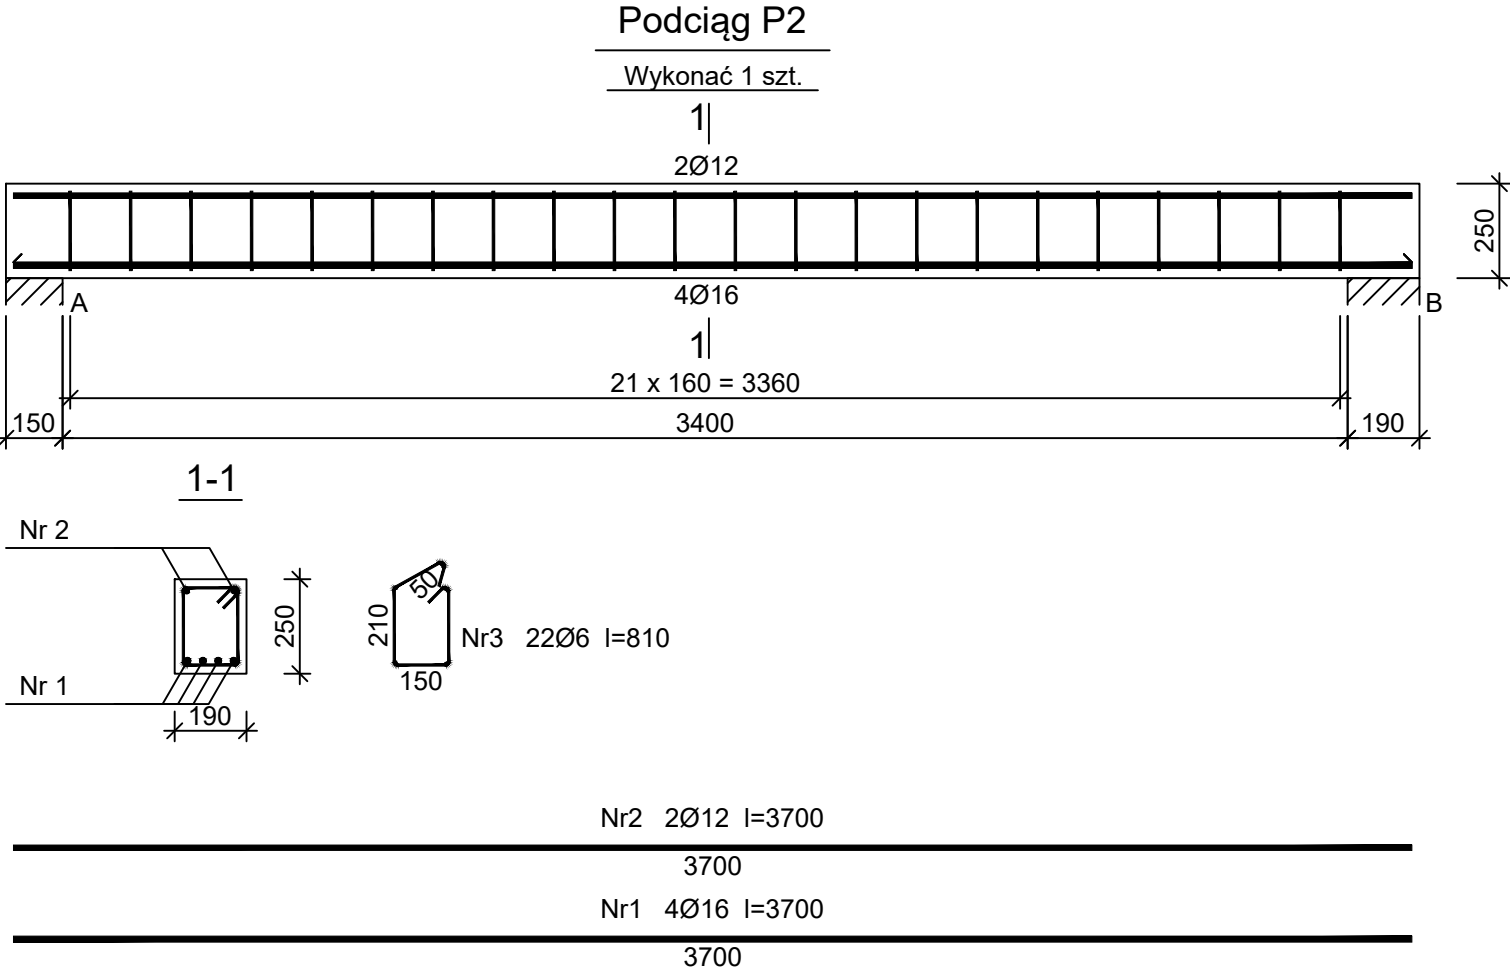 Podciąg P2
Wykonać 1 szt.
1
2Ø12
250
4Ø16
A
B
1
21 x 160 = 3360
150
3400
190
1-1
Nr 2
250
50
210
Nr3 22Ø6 l=810
150
Nr 1
190
Nr2 2Ø12 l=3700
3700
Nr1 4Ø16 l=3700
3700